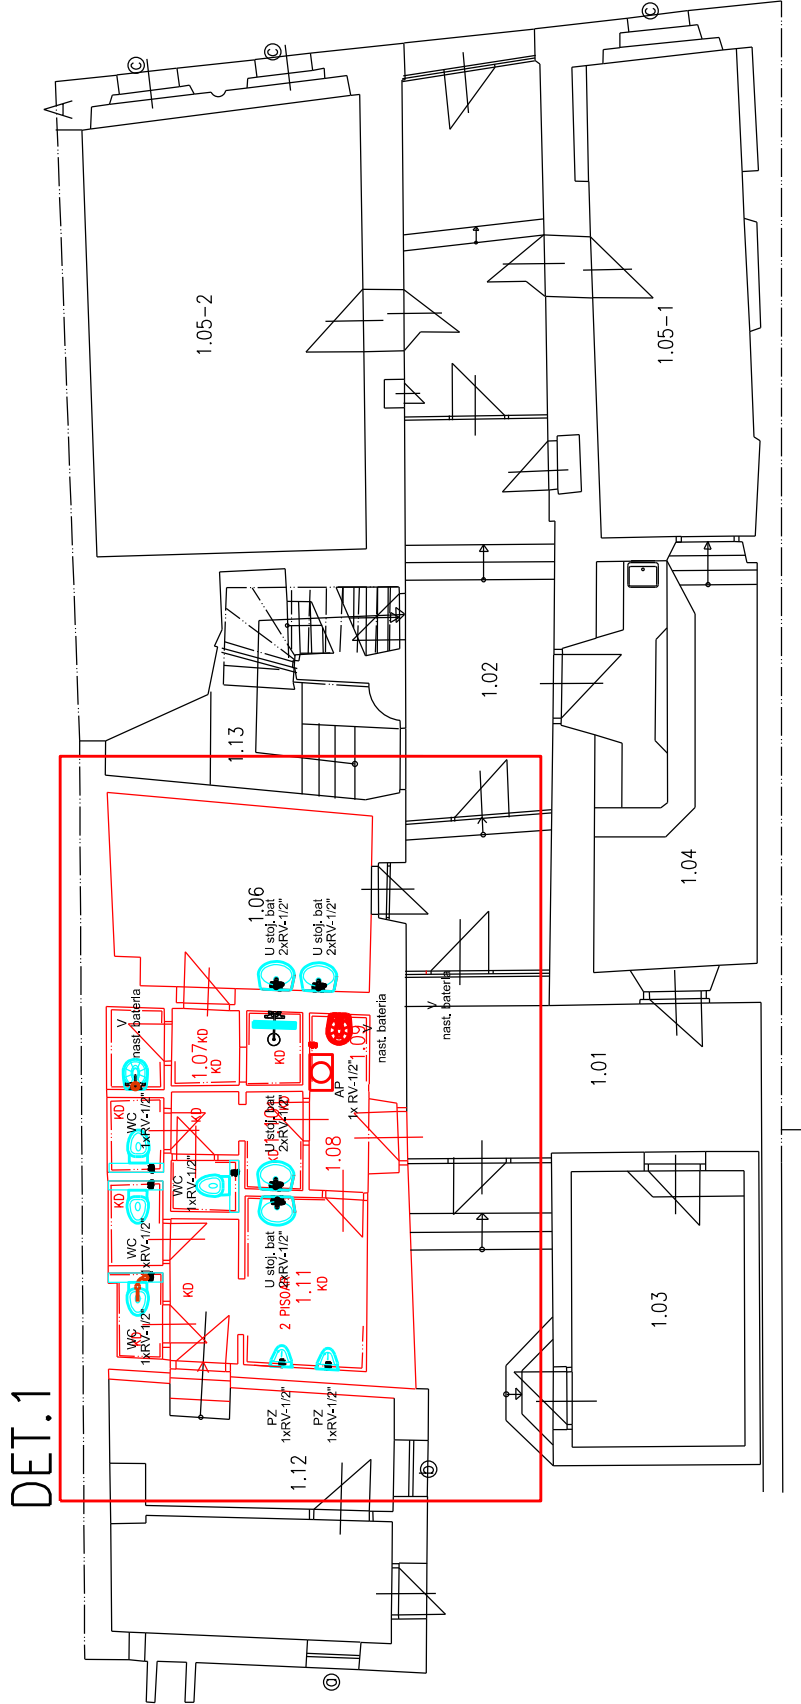 DET.1
A
C
C
C
1.05-2
1.05-1
1.02
1.13
1.04
1.06
U stoj. bat
2xRV-1/2"
U stoj. bat
2xRV-1/2"
V
nast. bateria
V
nast. bateria
V
nast. bateria
1.07
KD
KD
1.09
AP
1x RV-1/2"
1.01
KD
WC
1xRV-1/2"
KD
U stoj. bat
2xRV-1/2"
KD
1.08
KD
WC
1xRV-1/2"
WC
1xRV-1/2"
KD
U stoj. bat
2xRV-1/2"
2 PISOAR
1.11
KD
WC
1xRV-1/2"
1.03
PZ
1xRV-1/2"
PZ
1xRV-1/2"
1.12
b
a